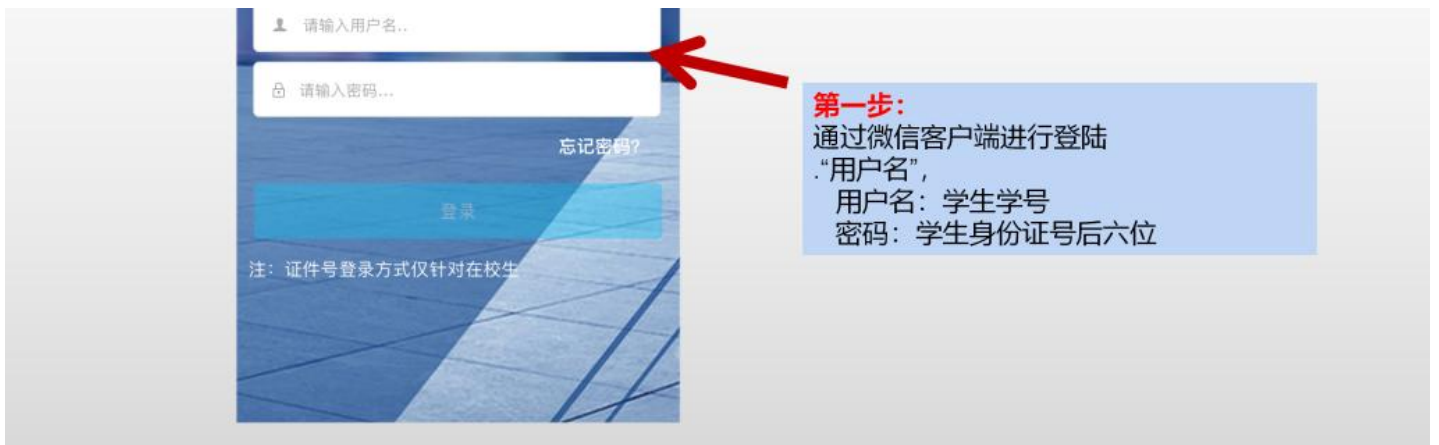 请输入用户名..
请输入密码...
忘记密码?
登录
注：证件号登录方式仅针对在校生
第一步：
通过微信客户端进行登陆
.“用户名”,
用户名：学生学号
密码：学生身份证号后六位